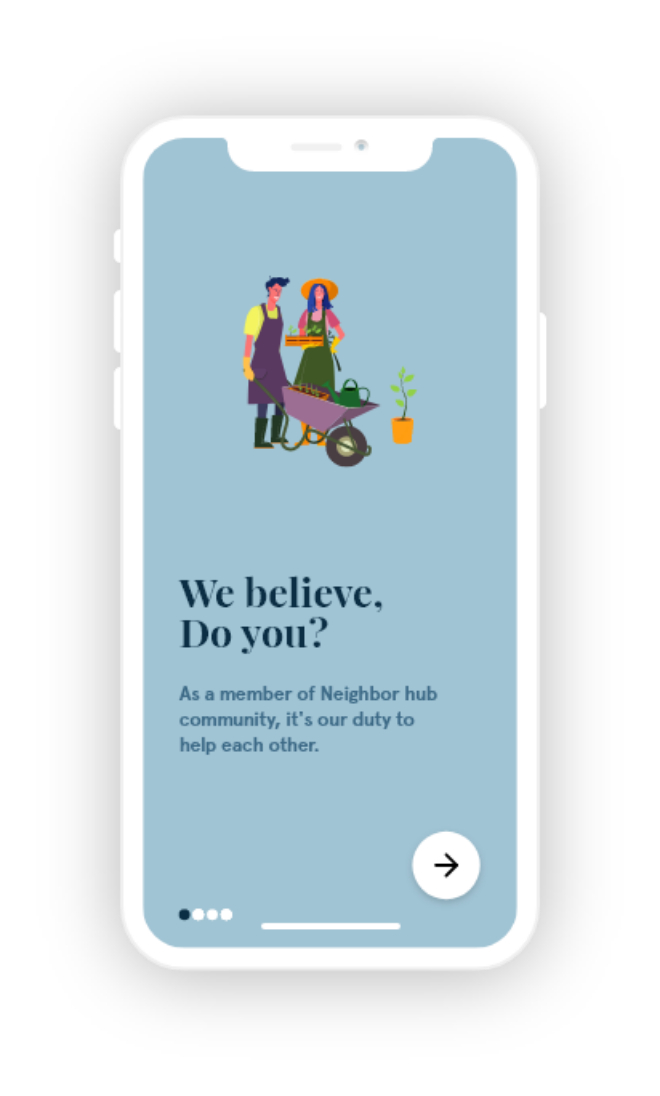 We believe,
Do you?
As a member of Neighbor hub
community, it's our duty to
help each other.